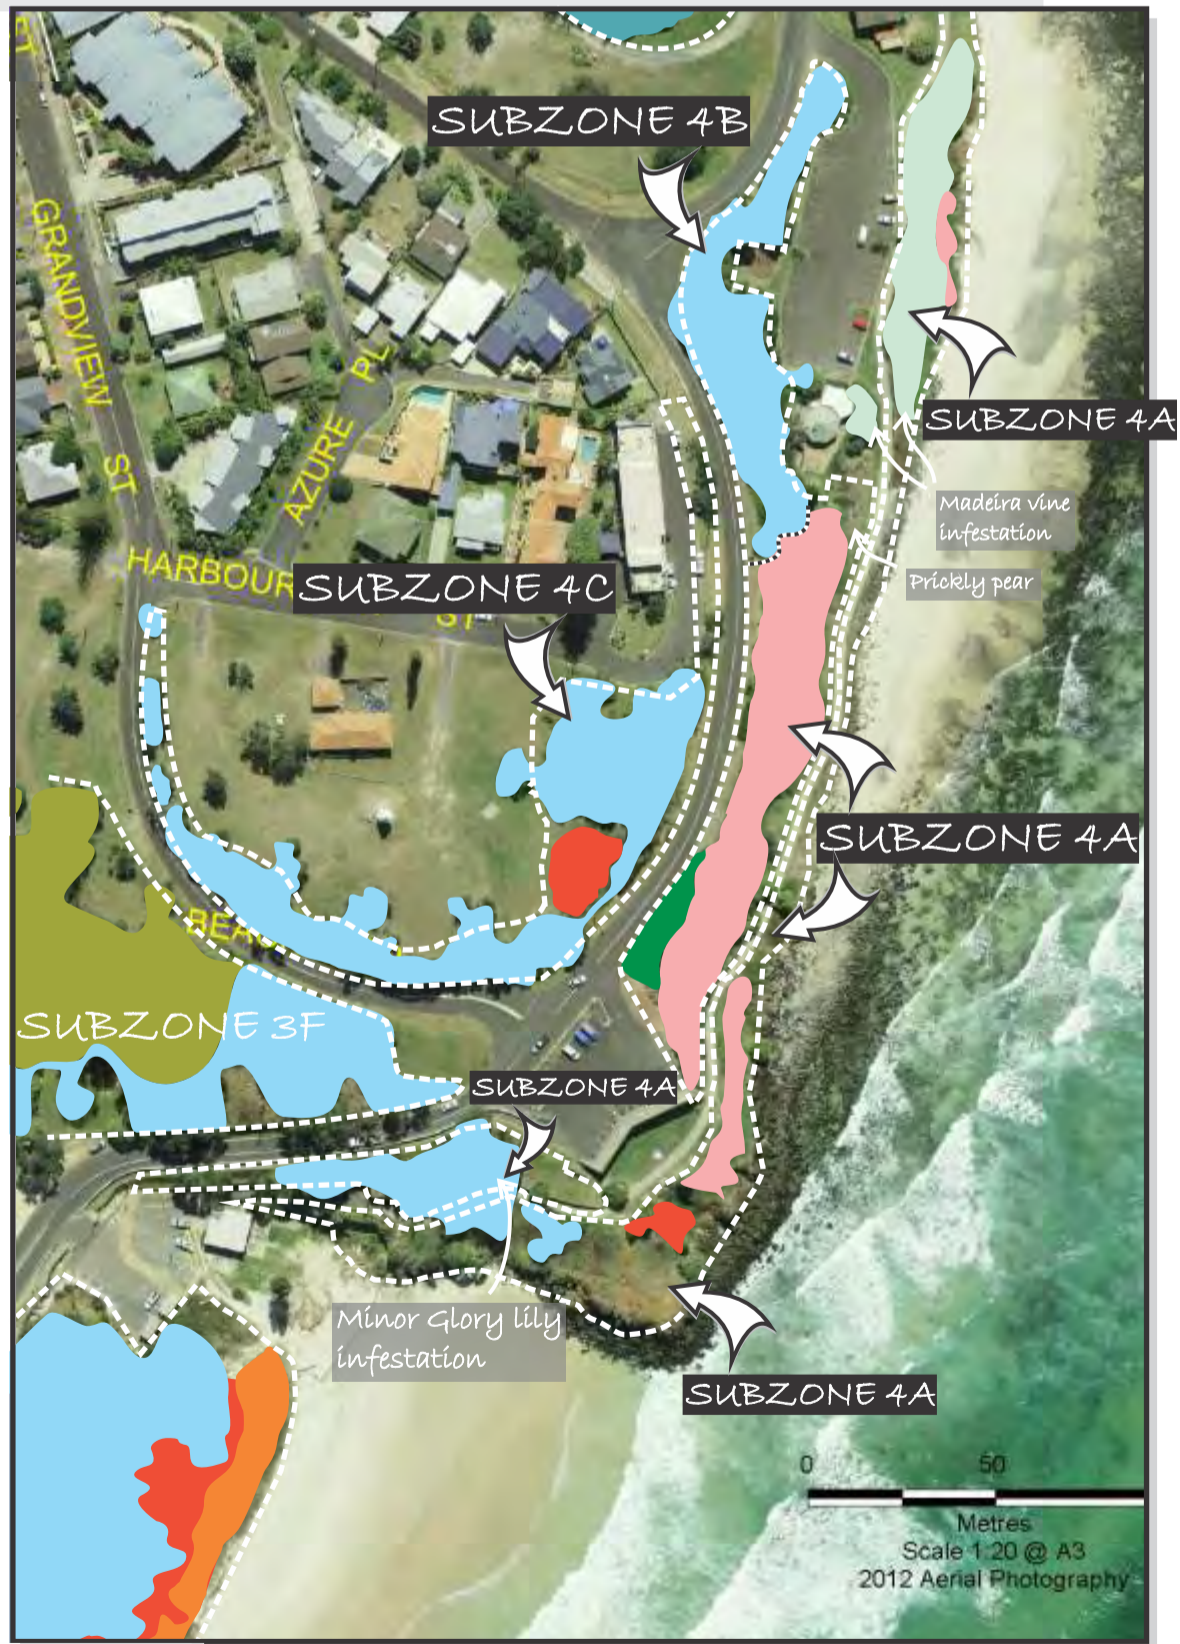 SUBZONE 4B
GRANDVIEW ST
AZURE PL
SUBZONE 4A
Madeira vine
infestation
Prickly pear
HARBOUR ST
SUBZONE 4C
SUBZONE 4A
SUBZONE 3F
SUBZONE 4A
Minor Glory lily
infestation
SUBZONE 4A
0 50
Metres
Scale 1:20 @ A3
2012 Aerial Photography